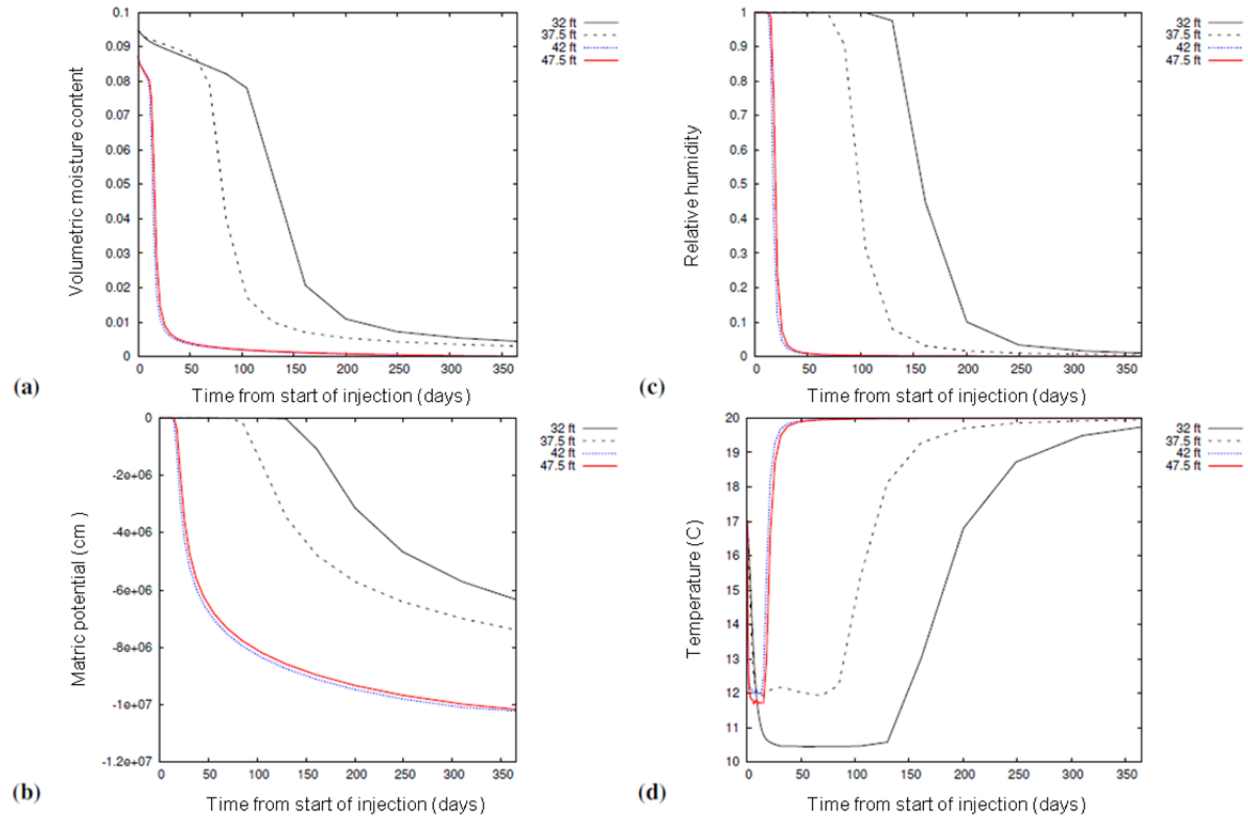 32 ft
37.5 ft
42 ft
47.5 ft
0.1
0.09
0.08
0.07
0.06
0.05
0.04
0.03
0.02
0.01
0
Volumetric moisture content
0 50 100 150 200 250 300 350
(a)
Time from start of injection (days)
32 ft
37.5 ft
42 ft
47.5 ft
1
0.9
0.8
0.7
0.6
0.5
0.4
0.3
0.2
0.1
0
Relative humidity
0 50 100 150 200 250 300 350
(c)
Time from start of injection (days)
32 ft
37.5 ft
42 ft
47.5 ft
0
-2e+06
-4e+06
-6e+06
-8e+06
-1e+07
-1.2e+07
Matric potential (cm)
0 50 100 150 200 250 300 350
(b)
Time from start of injection (days)
32 ft
37.5 ft
42 ft
47.5 ft
20
19
18
17
16
15
14
13
12
11
10
Temperature (C)
0 50 100 150 200 250 300 350
(d)
Time from start of injection (days)